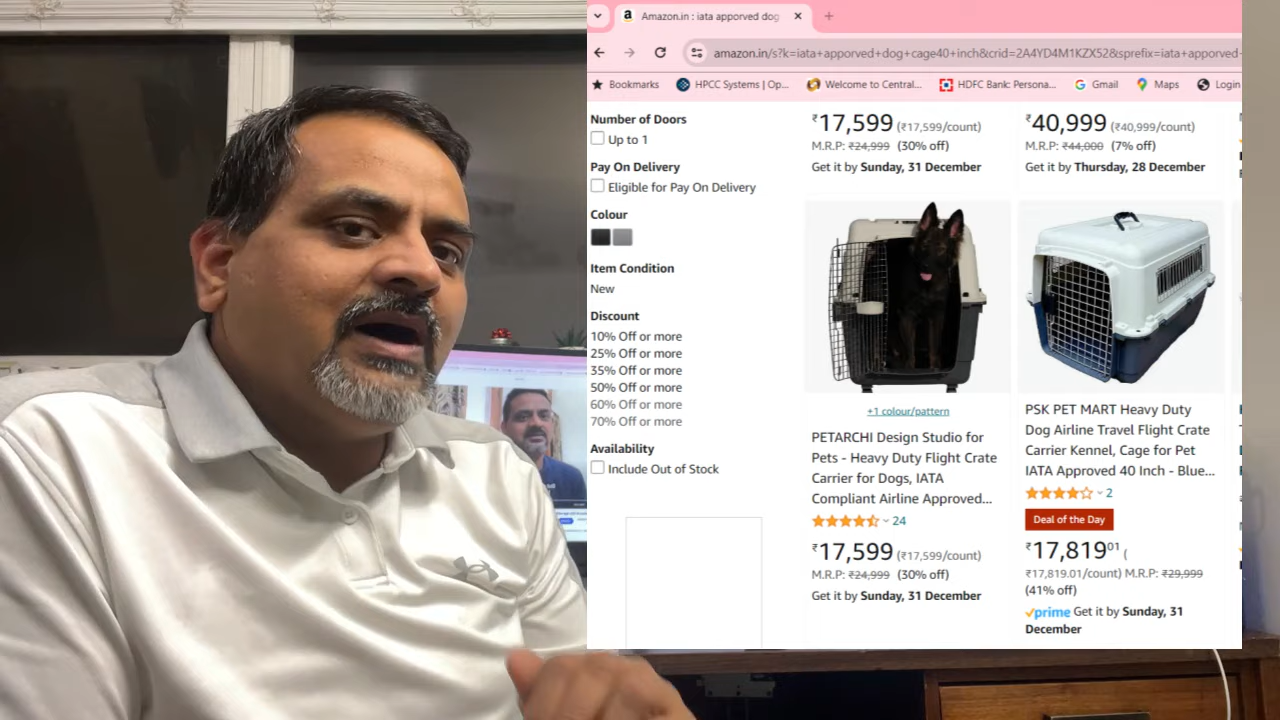 Amazon.in : iata apporved dog
amazon.in/s?k=iata+apporved+dog+cage40+inch&crid=2A4YD4M1KZX52&sprefix=iata+apporved
Bookmarks
HPCC Systems | Op...
Welcome to Central...
HDFC Bank: Persona...
Gmail
Maps
Login
Number of Doors
Up to 1
Pay On Delivery
Eligible for Pay On Delivery
Colour
Item Condition
New
Discount
10% Off or more
25% Off or more
35% Off or more
50% Off or more
60% Off or more
70% Off or more
Availability
Include Out of Stock
₹17,599 (₹17,599/count)
M.R.P: ₹24,999 (30% off)
Get it by Sunday, 31 December
₹40,999 (₹40,999/count)
M.R.P: ₹44,000 (7% off)
Get it by Thursday, 28 December
+1 colour/pattern
PETARCHI Design Studio for
Pets - Heavy Duty Flight Crate
Carrier for Dogs, IATA
Compliant Airline Approved...
24
₹17,599 (₹17,599/count)
M.R.P: ₹24,999 (30% off)
Get it by Sunday, 31 December
PSK PET MART Heavy Duty
Dog Airline Travel Flight Crate
Carrier Kennel, Cage for Pet
IATA Approved 40 Inch - Blue...
2
Deal of the Day
₹17,819.01 (
₹17,819.01/count) M.R.P: ₹29,999
(41% off)
prime Get it by Sunday, 31
December